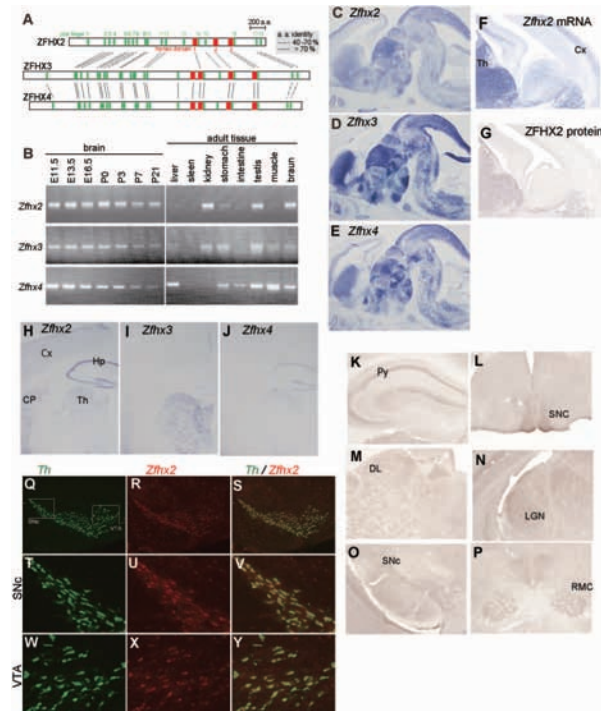 A
200 a.a.
a. a. identity
40 -70 %
> 70 %
ZFHX2
ZFHX3
ZFHX4
B
brain
adult tissue
E11.5
E13.5
E16.5
P0
P3
P7
P21
liver
sleen
kidney
stomach
intestine
testis
muscle
braun
Zfhx2
Zfhx3
Zfhx4
C Zfhx2
D Zfhx3
E Zfhx4
F Zfhx2 mRNA
Cx
Th
G ZFHX2 protein
H Zfhx2
Cx
Hp
CP
Th
I Zfhx3
J Zfhx4
K
Py
L
SNC
M
DL
N
LGN
O
SNc
P
RMC
Th
Zfhx2
Th / Zfhx2
Q
R
S
SNc
T
U
V
VTA
W
X
Y